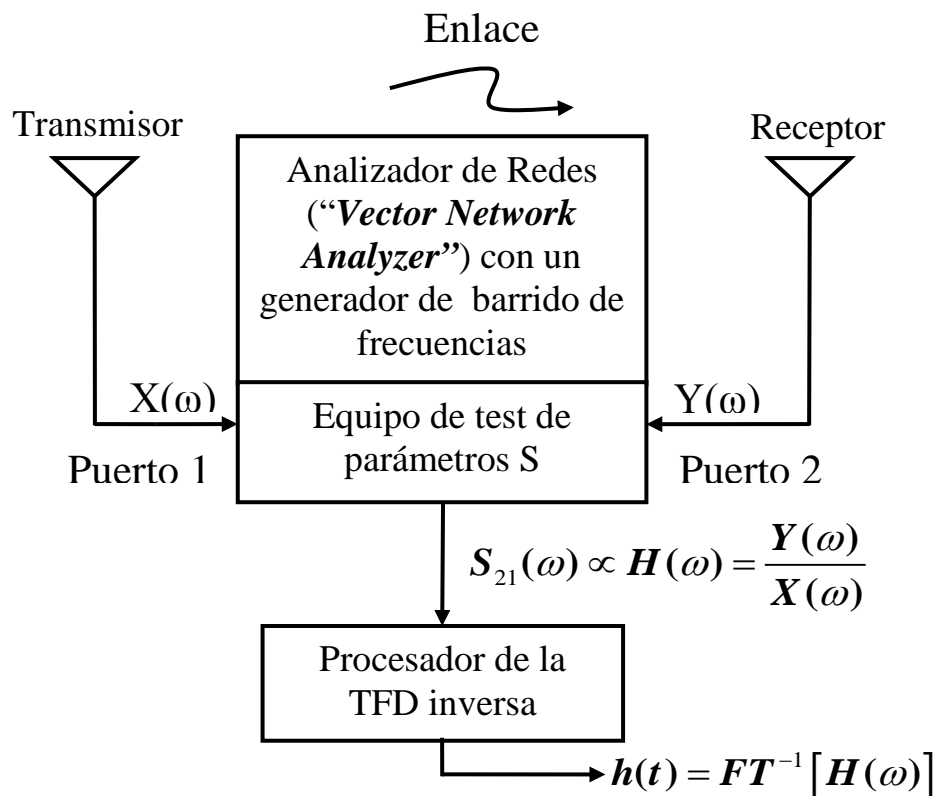 Enlace
Transmisor
Receptor
Analizador de Redes
(“Vector Network
Analyzer”) con un
generador de barrido de
frecuencias
X(ω)
Y(ω)
Equipo de test de
parámetros S
Puerto 1
Puerto 2
S₂₁(ω) ∝ H(ω) = Y(ω) / X(ω)
Procesador de la
TFD inversa
h(t) = FT⁻¹[H(ω)]